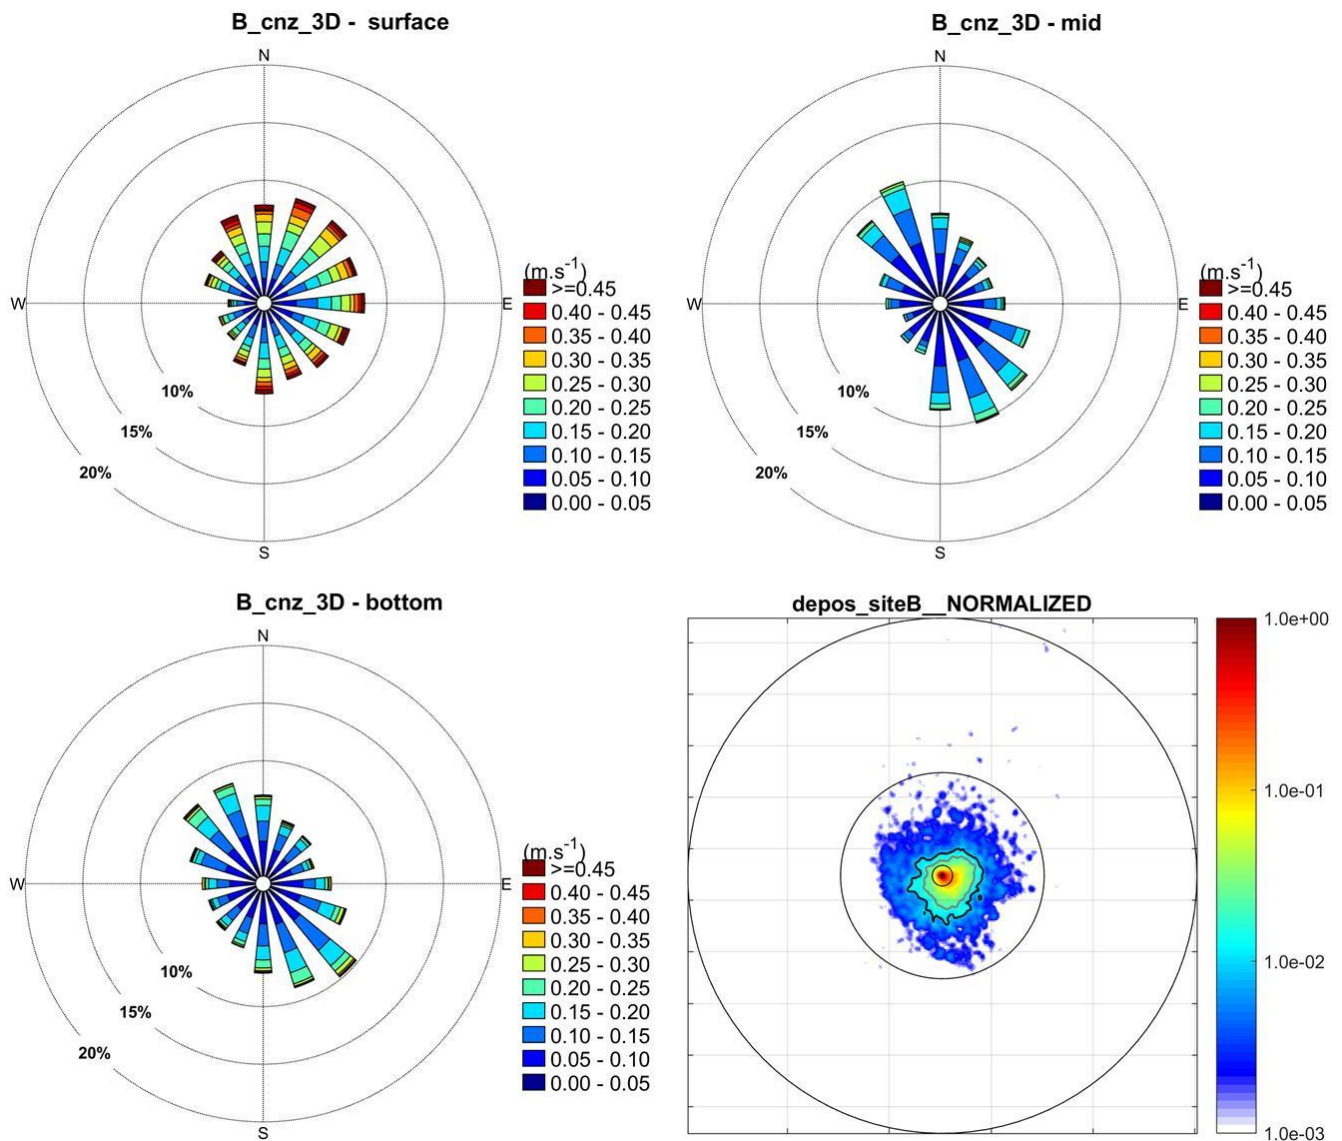 B_cnz_3D -  surface
N
W
E
S
10%
15%
20%
(m.s⁻¹)
>=0.45
0.40 - 0.45
0.35 - 0.40
0.30 - 0.35
0.25 - 0.30
0.20 - 0.25
0.15 - 0.20
0.10 - 0.15
0.05 - 0.10
0.00 - 0.05
B_cnz_3D - mid
N
W
E
S
10%
15%
20%
(m.s⁻¹)
>=0.45
0.40 - 0.45
0.35 - 0.40
0.30 - 0.35
0.25 - 0.30
0.20 - 0.25
0.15 - 0.20
0.10 - 0.15
0.05 - 0.10
0.00 - 0.05
B_cnz_3D - bottom
N
W
E
S
10%
15%
20%
(m.s⁻¹)
>=0.45
0.40 - 0.45
0.35 - 0.40
0.30 - 0.35
0.25 - 0.30
0.20 - 0.25
0.15 - 0.20
0.10 - 0.15
0.05 - 0.10
0.00 - 0.05
depos_siteB__NORMALIZED
1.0e+00
1.0e-01
1.0e-02
1.0e-03